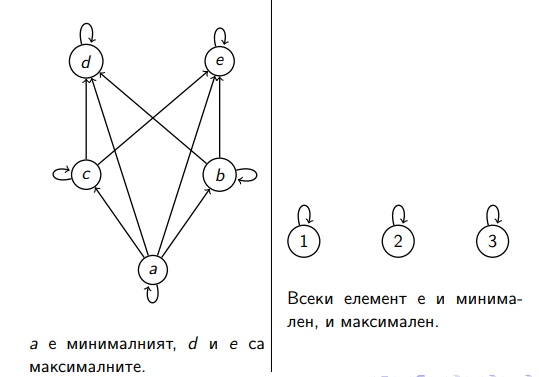 d
e
c
b
a
a е минималният, d и e са
максималните.
1
2
3
Всеки елемент е и минима-
лен, и максимален.